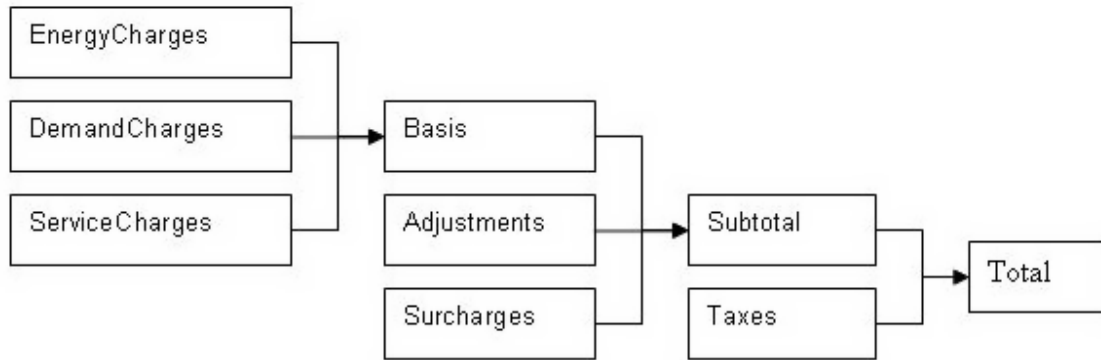 EnergyCharges
DemandCharges
ServiceCharges
Basis
Adjustments
Surcharges
Subtotal
Taxes
Total